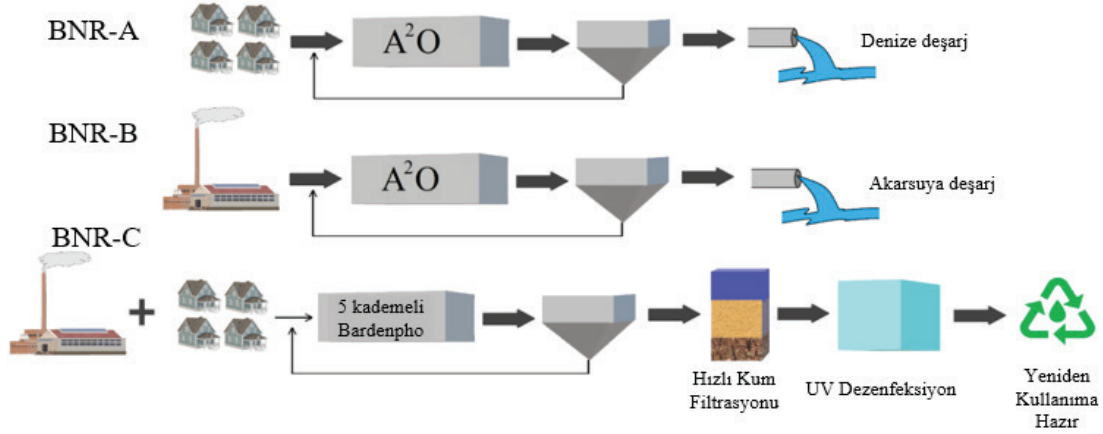 BNR-A
A²O
Denize deşarj
BNR-B
A²O
Akarsuya deşarj
BNR-C
5 kademeli
Bardenpho
Hızlı Kum
Filtrasyonu
UV Dezenfeksiyon
Yeniden
Kullanıma
Hazır